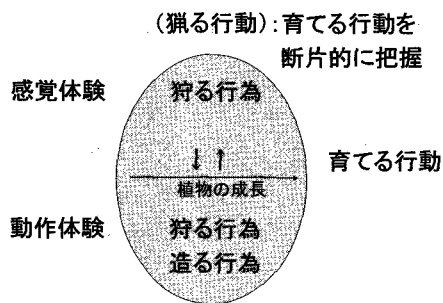 (猟る行動):育てる行動を
断片的に把握
感覚体験
狩る行為
育てる行動
植物の成長
動作体験
狩る行為
造る行為